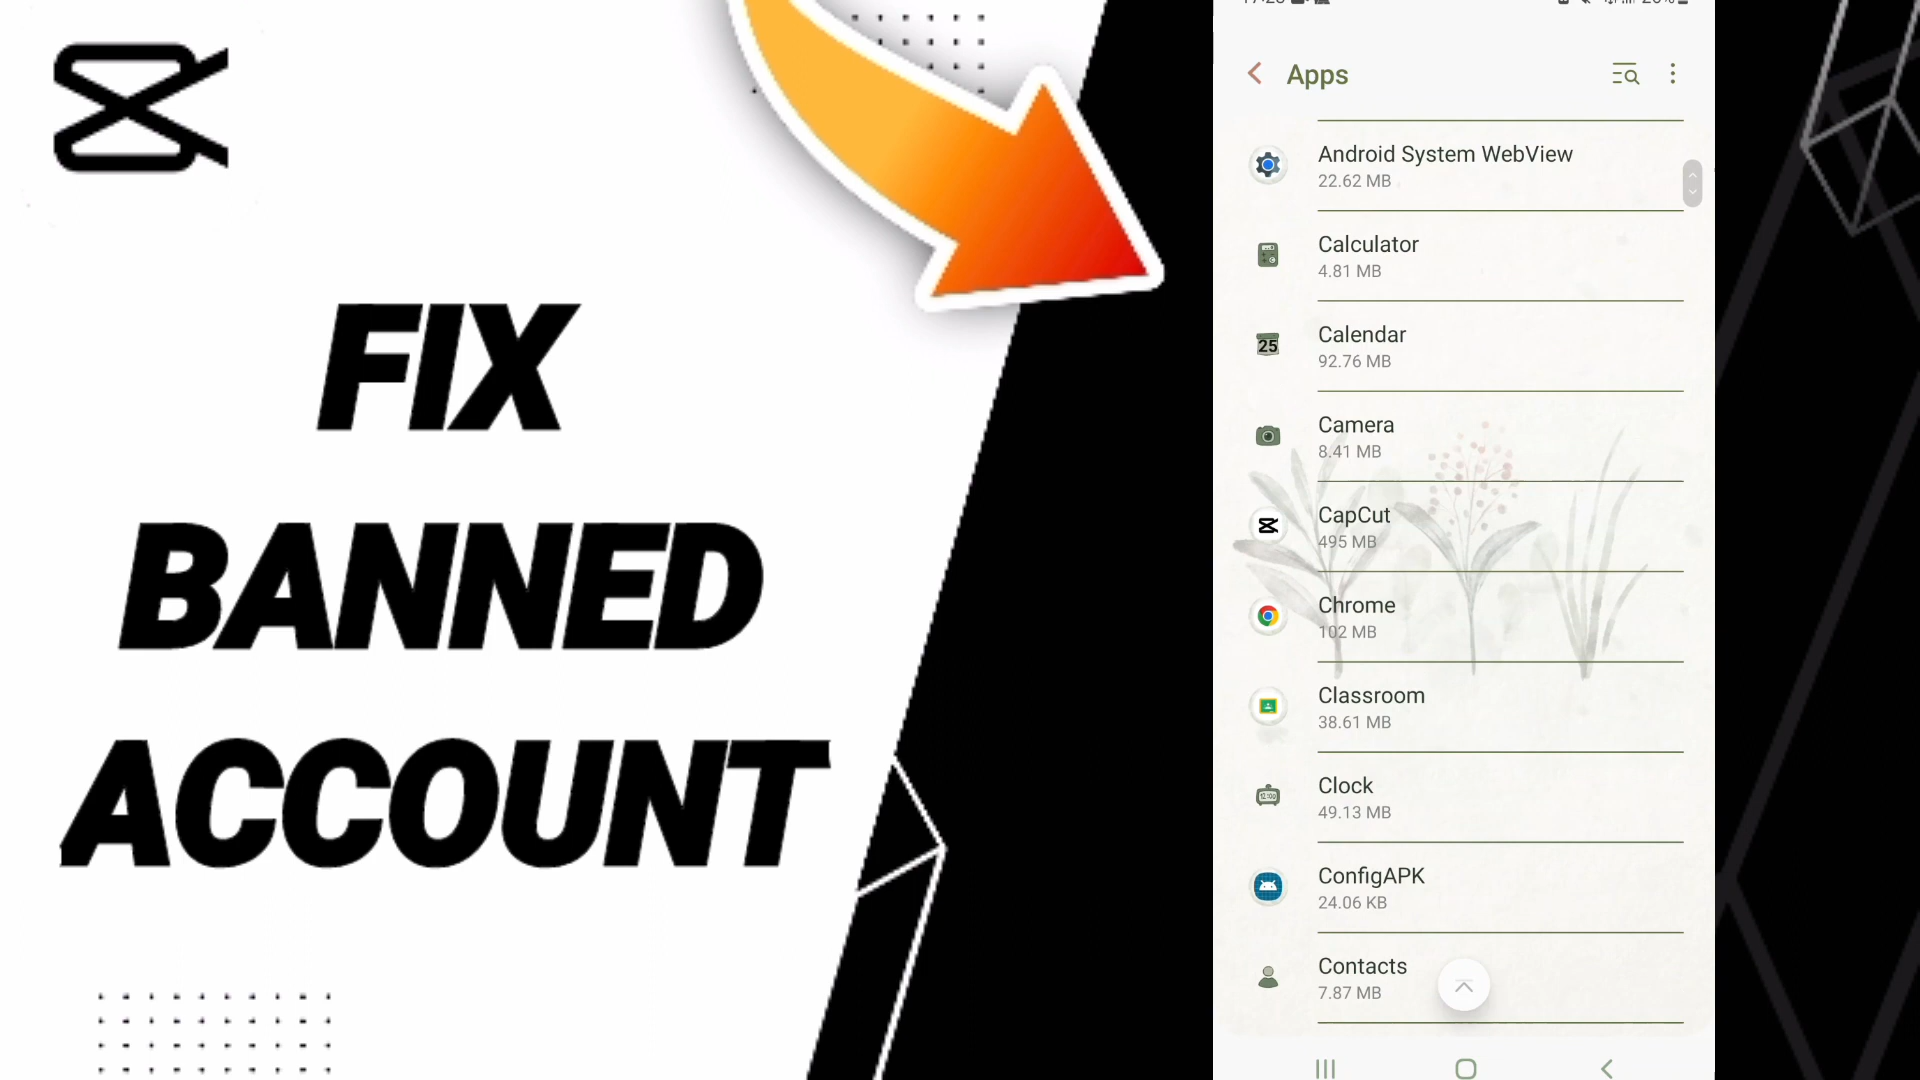 FIX
BANNED
ACCOUNT
Apps
Android System WebView
22.62 MB
Calculator
4.81 MB
25
Calendar
92.76 MB
Camera
8.41 MB
CapCut
495 MB
Chrome
102 MB
Classroom
38.61 MB
Clock
49.13 MB
ConfigAPK
24.06 KB
Contacts
7.87 MB